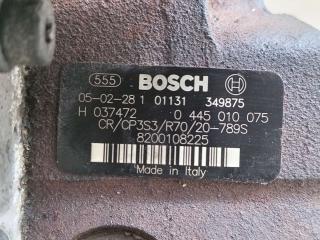 555 BOSCH
05-02-28 1 01131 349875
H 037472 0 445 010 075
CR/CP3S3/R70/20-789S
8200108225
Made in Italy